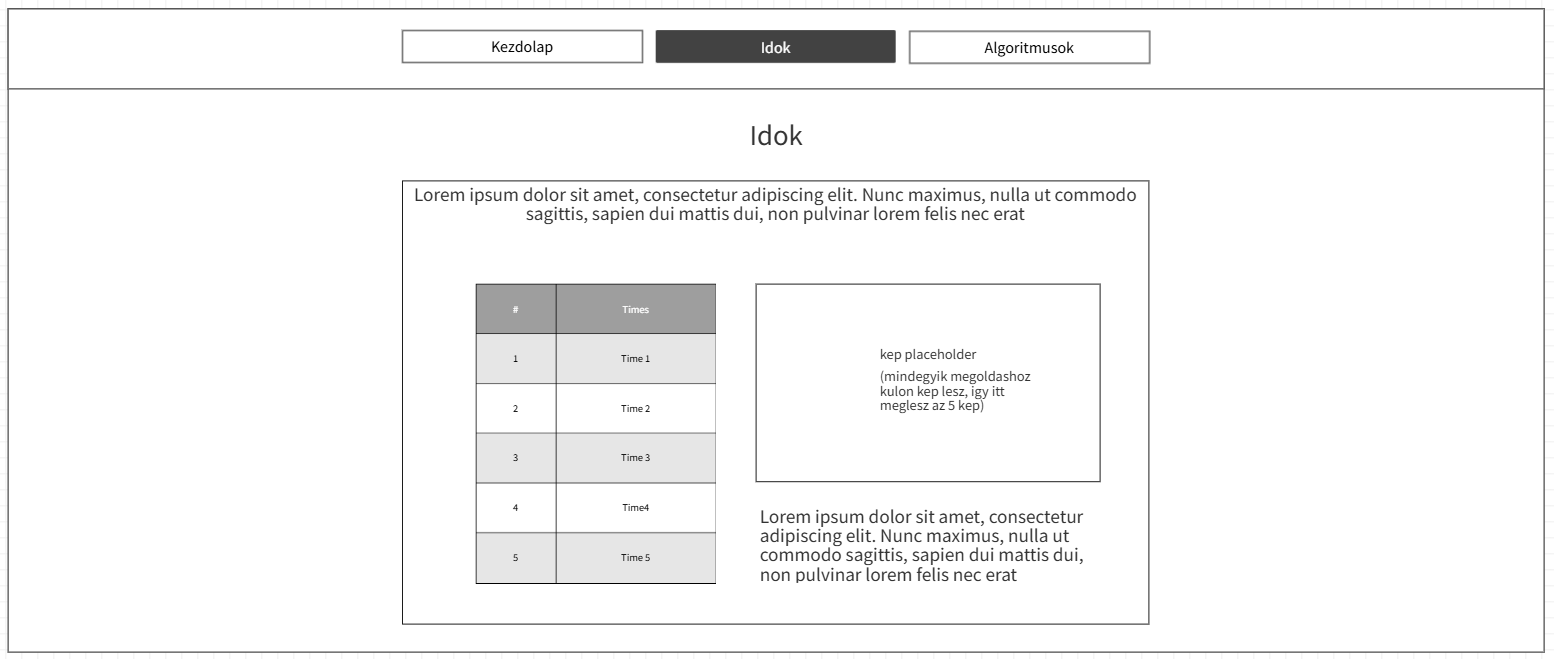 Kezdolap
Idok
Algoritmusok
Idok
Lorem ipsum dolor sit amet, consectetur adipiscing elit. Nunc maximus, nulla ut commodo
sagittis, sapien dui mattis dui, non pulvinar lorem felis nec erat
# Times
1 Time 1
2 Time 2
3 Time 3
4 Time4
5 Time 5
kep placeholder
(mindegyik megoldashoz
kulon kep lesz, igy itt
meglesz az 5 kep)
Lorem ipsum dolor sit amet, consectetur
adipiscing elit. Nunc maximus, nulla ut
commodo sagittis, sapien dui mattis dui,
non pulvinar lorem felis nec erat